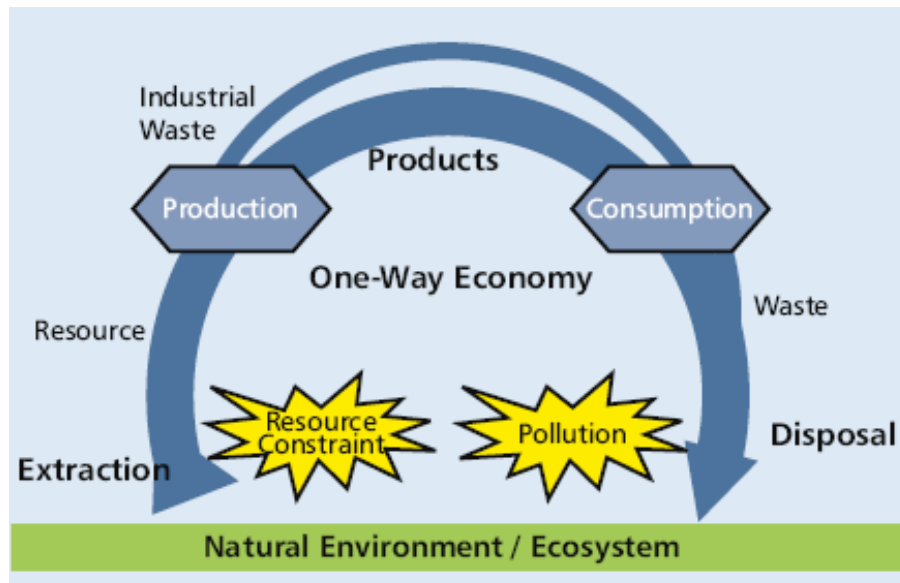 Industrial
Waste
Products
Production
Consumption
One-Way Economy
Resource
Waste
Resource
Constraint
Pollution
Disposal
Extraction
Natural Environment / Ecosystem